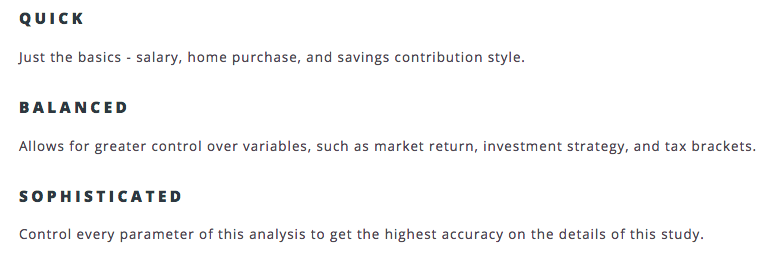 QUICK
Just the basics - salary, home purchase, and savings contribution style.
BALANCED
Allows for greater control over variables, such as market return, investment strategy, and tax brackets.
SOPHISTICATED
Control every parameter of this analysis to get the highest accuracy on the details of this study.